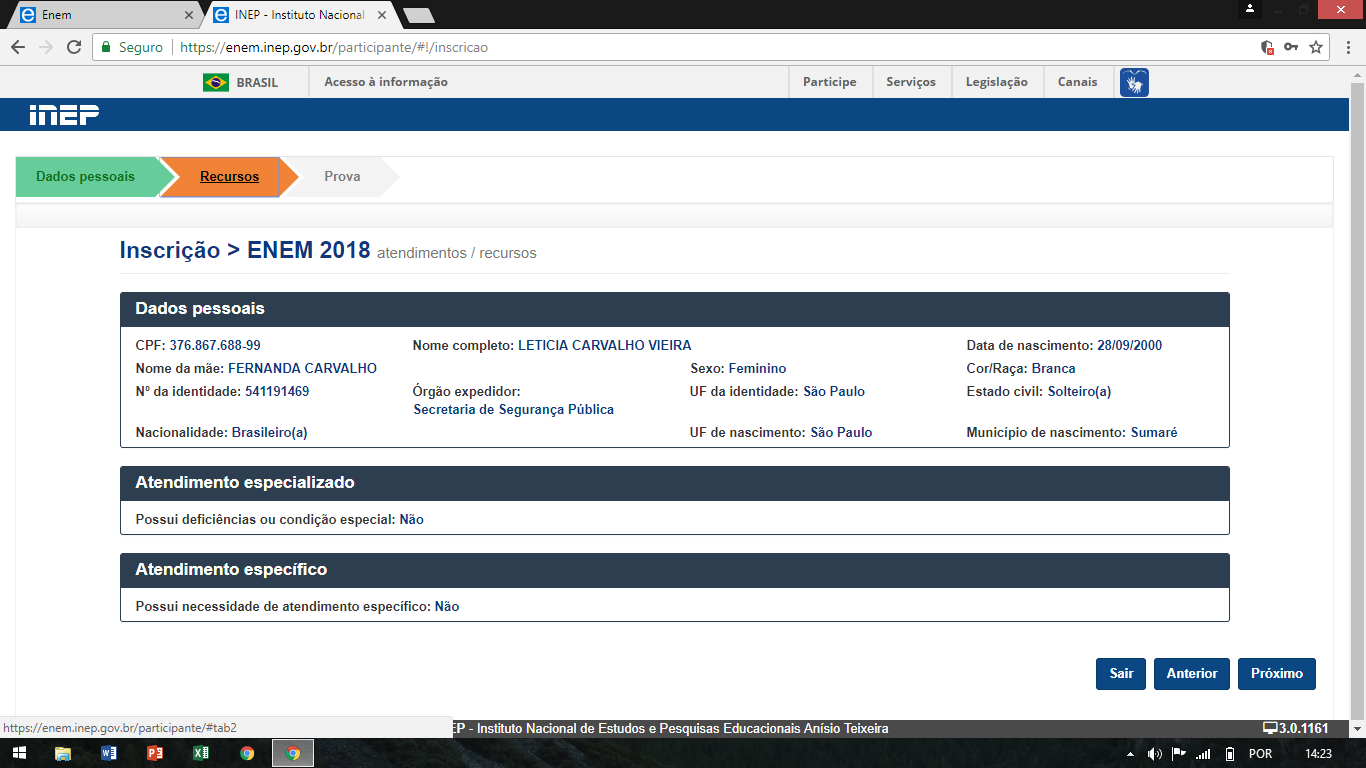 Enem
INEP - Instituto Nacional
Seguro https://enem.inep.gov.br/participante/#!/inscricao
BRASIL Acesso à informação Participe Serviços Legislação Canais
INEP
Dados pessoais Recursos Prova
Inscrição > ENEM 2018 atendimentos / recursos
Dados pessoais
CPF: 376.867.688-99 Nome completo: LETICIA CARVALHO VIEIRA Data de nascimento: 28/09/2000
Nome da mãe: FERNANDA CARVALHO Sexo: Feminino Cor/Raça: Branca
Nº da identidade: 541191469 Órgão expedidor: UF da identidade: São Paulo Estado civil: Solteiro(a)
Secretaria de Segurança Pública
Nacionalidade: Brasileiro(a) UF de nascimento: São Paulo Município de nascimento: Sumaré
Atendimento especializado
Possui deficiências ou condição especial: Não
Atendimento específico
Possui necessidade de atendimento específico: Não
Sair Anterior Próximo
https://enem.inep.gov.br/participante/#tab2 EP - Instituto Nacional de Estudos e Pesquisas Educacionais Anísio Teixeira 3.0.1161
POR 14:23